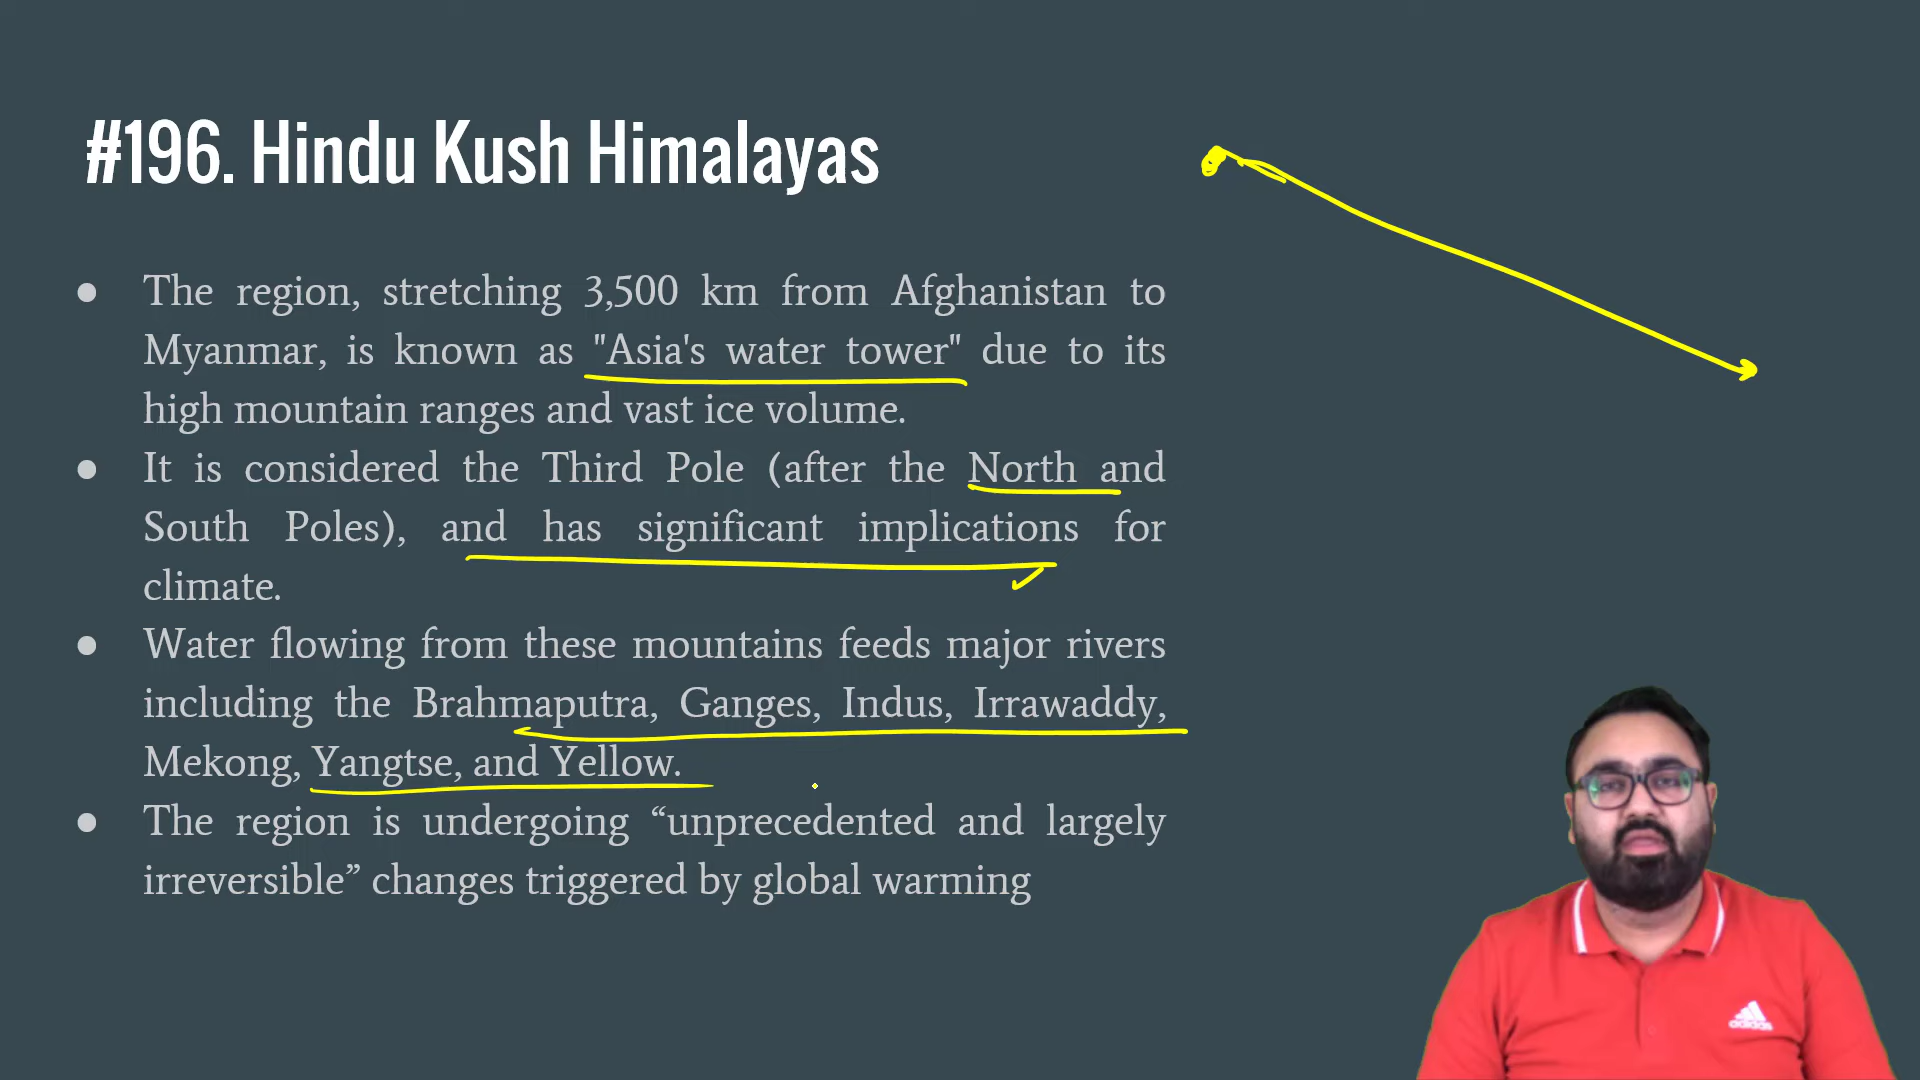 #196. Hindu Kush Himalayas
● The region, stretching 3,500 km from Afghanistan to
Myanmar, is known as "Asia's water tower" due to its
high mountain ranges and vast ice volume.
● It is considered the Third Pole (after the North and
South Poles), and has significant implications for
climate.
● Water flowing from these mountains feeds major rivers
including the Brahmaputra, Ganges, Indus, Irrawaddy,
Mekong, Yangtse, and Yellow.
● The region is undergoing “unprecedented and largely
irreversible” changes triggered by global warming
adidas